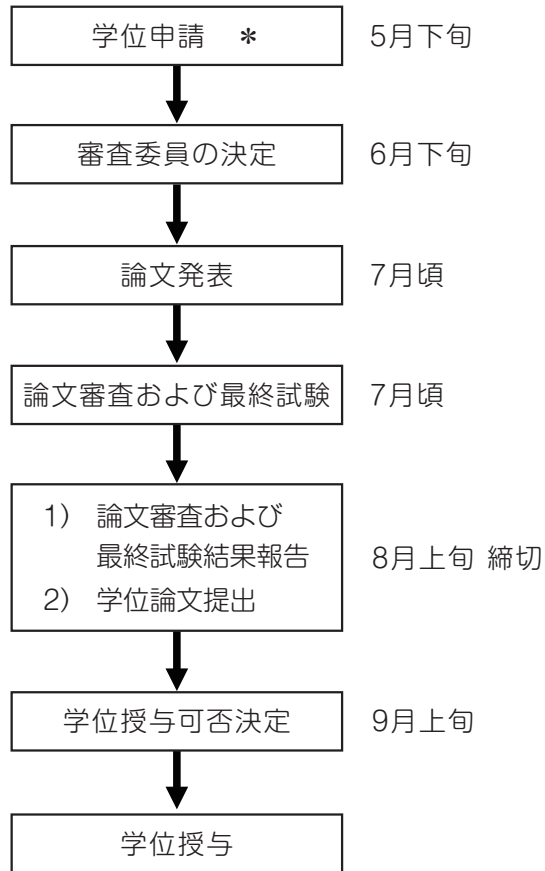 学位申請 * 5月下旬
審査委員の決定 6月下旬
論文発表 7月頃
論文審査および最終試験 7月頃
1) 論文審査および
最終試験結果報告 8月上旬 締切
2) 学位論文提出
学位授与可否決定 9月上旬
学位授与